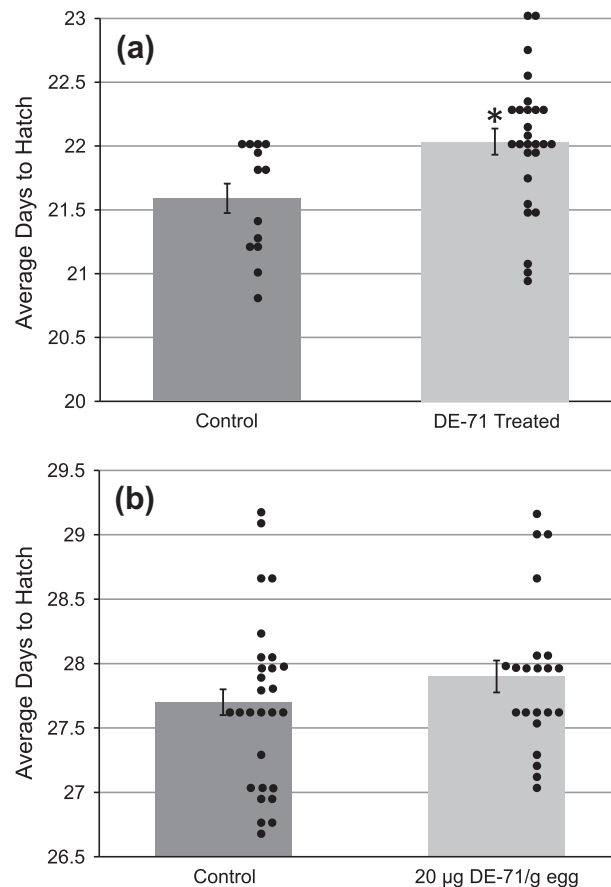 (a)
Average Days to Hatch
23
22.5
22
21.5
21
20.5
20
*
Control
DE-71 Treated
(b)
Average Days to Hatch
29.5
29
28.5
28
27.5
27
26.5
Control
20 µg DE-71/g egg